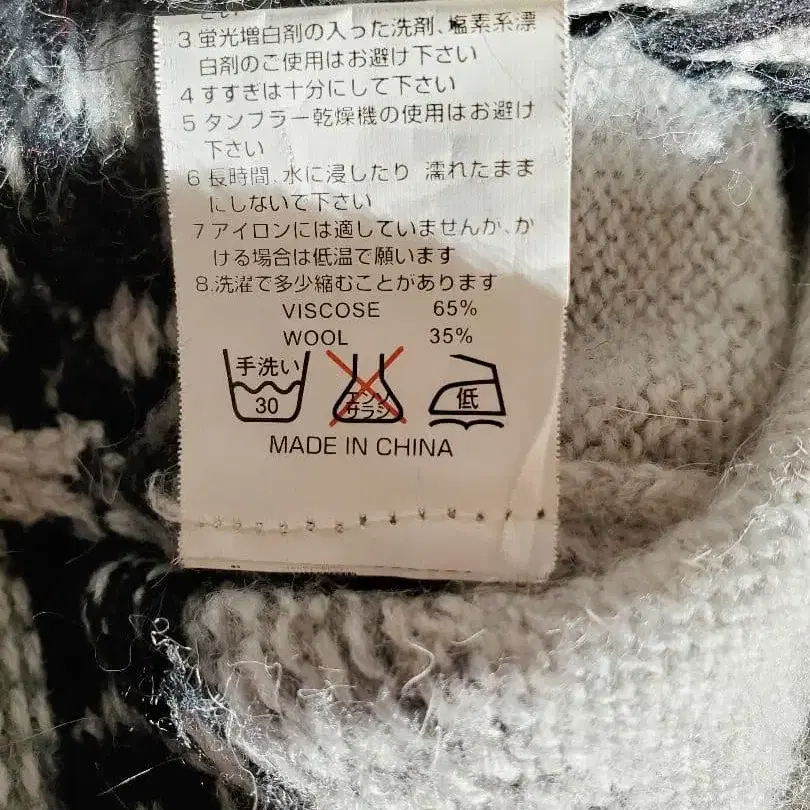 さい
3 蛍光増白剤の入った洗剤、塩素系漂
白剤のご使用はお避け下さい
4 すすぎは十分にして下さい
5 タンブラー乾燥機の使用はお避け
下さい
6 長時間、水に浸したり 濡れたまま
にしないで下さい
7 アイロンには適していませんが、か
ける場合は低温で願います
8.洗濯で多少縮むことがあります
VISCOSE 65%
WOOL 35%
手洗い エンソ 低
30 サラシ
MADE IN CHINA